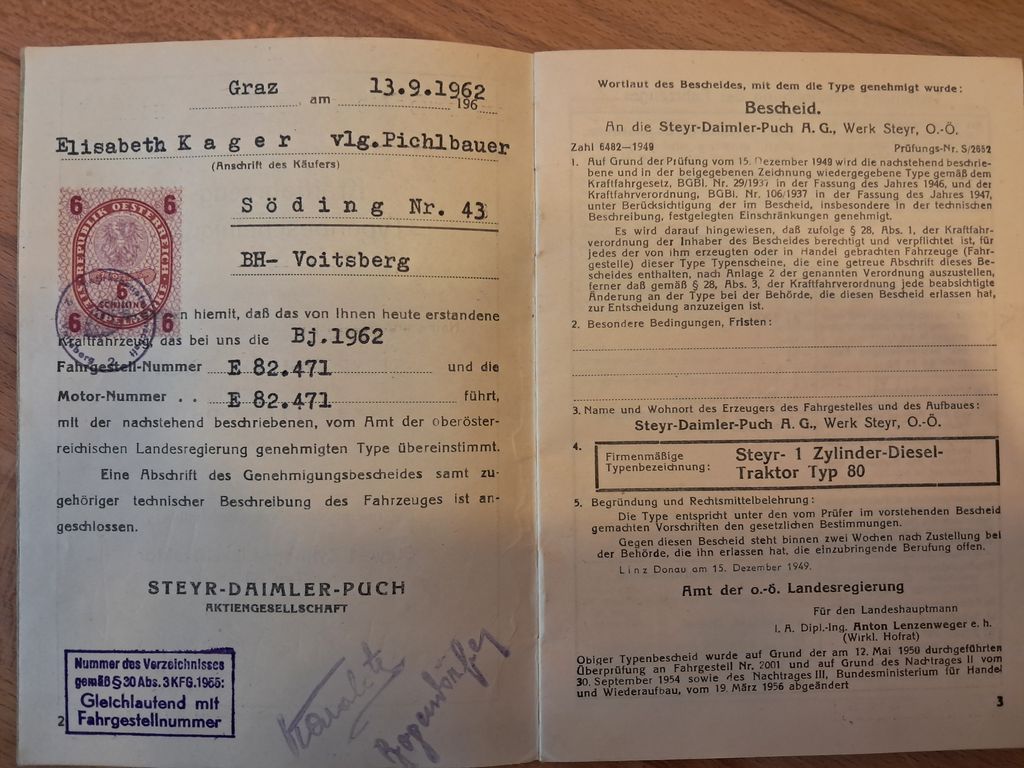 Graz am 13.9.1962
196
Elisabeth Kager vlg.Pichlbauer
(Anschrift des Käufers)
Söding Nr. 43
BH- Voitsberg
6 6
REPUBLIK OESTERREICH
6
SCHILLING
6 6
n hiemit, daß das von Ihnen heute erstandene
Kraftfahrzeug, das bei uns die Bj.1962
Fahrgestell-Nummer E 82.471 und die
Motor-Nummer . . E 82.471 führt,
mit der nachstehend beschriebenen, vom Amt der oberöster-
reichischen Landesregierung genehmigten Type übereinstimmt.
Eine Abschrift des Genehmigungsbescheides samt zu-
gehöriger technischer Beschreibung des Fahrzeuges ist an-
geschlossen.
STEYR-DAIMLER-PUCH
AKTIENGESELLSCHAFT
Nummer des Verzeichnisses
gemäß § 30 Abs. 3 KFG. 1955:
Gleichlautend mit
Fahrgestellnummer
2
Wortlaut des Bescheides, mit dem die Type genehmigt wurde:
Bescheid.
An die Steyr-Daimler-Puch A. G., Werk Steyr, O.-Ö.
Zahl 6482—1949 Prüfungs-Nr. S/2652
1. Auf Grund der Prüfung vom 15. Dezember 1949 wird die nachstehend beschrie-
bene und in der beigegebenen Zeichnung wiedergegebene Type gemäß dem
Kraftfahrgesetz, BGBl. Nr. 29/1937 in der Fassung des Jahres 1946, und der
Kraftfahrverordnung, BGBl. Nr. 106/1937 in der Fassung des Jahres 1947,
unter Berücksichtigung der im Bescheid, insbesondere in der technischen
Beschreibung, festgelegten Einschränkungen genehmigt.
Es wird darauf hingewiesen, daß zufolge § 28, Abs. 1, der Kraftfahr-
verordnung der Inhaber des Bescheides berechtigt und verpflichtet ist, für
jedes der von ihm erzeugten oder in Handel gebrachten Fahrzeuge (Fahr-
gestelle) dieser Type Typenscheine, die eine getreue Abschrift dieses Be-
scheides enthalten, nach Anlage 2 der genannten Verordnung auszustellen,
ferner daß gemäß § 28, Abs. 3, der Kraftfahrverordnung jede beabsichtigte
Änderung an der Type bei der Behörde, die diesen Bescheid erlassen hat,
zur Entscheidung anzuzeigen ist.
2. Besondere Bedingungen, Fristen:
3. Name und Wohnort des Erzeugers des Fahrgestelles und des Aufbaues:
Steyr-Daimler-Puch A. G., Werk Steyr, O.-Ö.
4. Firmenmäßige Typenbezeichnung: Steyr- 1 Zylinder-Diesel-
Traktor Typ 80
5. Begründung und Rechtsmittelbelehrung:
Die Type entspricht unter den vom Prüfer im vorstehenden Bescheid
gemachten Vorschriften den gesetzlichen Bestimmungen.
Gegen diesen Bescheid steht binnen zwei Wochen nach Zustellung bei
der Behörde, die ihn erlassen hat, die einzubringende Berufung offen.
Linz Donau am 15. Dezember 1949.
Amt der o.-ö. Landesregierung
Für den Landeshauptmann
I. A. Dipl.-Ing. Anton Lenzenweger e. h.
(Wirkl. Hofrat)
Obiger Typenbescheid wurde auf Grund der am 12. Mai 1950 durchgeführten
Überprüfung an Fahrgestell Nr. 2001 und auf Grund des Nachtrages II vom
30. September 1954 sowie des Nachtrages III, Bundesministerium für Handel
und Wiederaufbau, vom 19. März 1956 abgeändert
3